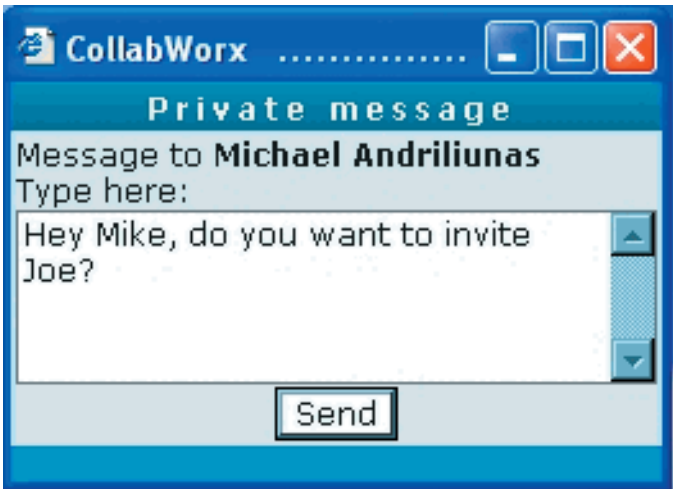 CollabWorx ...............
Private message
Message to Michael Andriliunas
Type here:
Hey Mike, do you want to invite
Joe?
Send